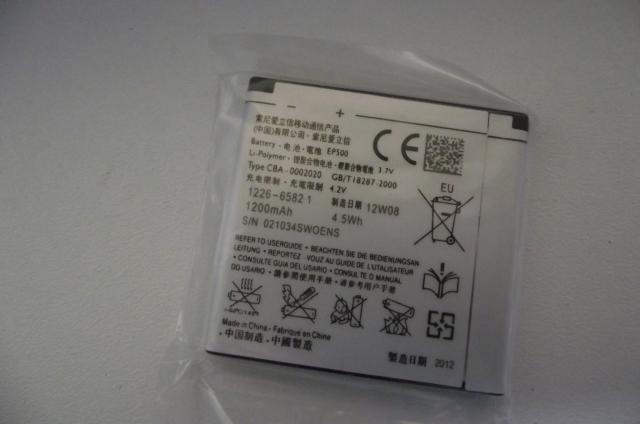 - +
索尼爱立信移动通信产品
(中国)有限公司·索尼爱立信
Battery·电池·電池 EP500
Li-Polymer·锂聚合物电池·鋰聚合物電池 3.7V
Type CBA-0002020 GB/T18287-2000
充电限制·充電限制 4.2V
1226-6582 1 制造日期 12W08
1200mAh 4.5Wh
S/N 021034SWOENS
CE
EU
REFER TO USERGUIDE • BEACHTEN SIE DIE BEDIENUNGSAN
LEITUNG • REPORTEZ VOUZ AU GUIDE DE L'UTILISATEUR
• CONSULTE GUIA DEL USARIO • CONSULTE O MANUAL
DO USARIO • 請參照使用手册 • 请参照用户手册
Made in China • Fabriqué en China
·中国制造·中國製造
製造日期 2012